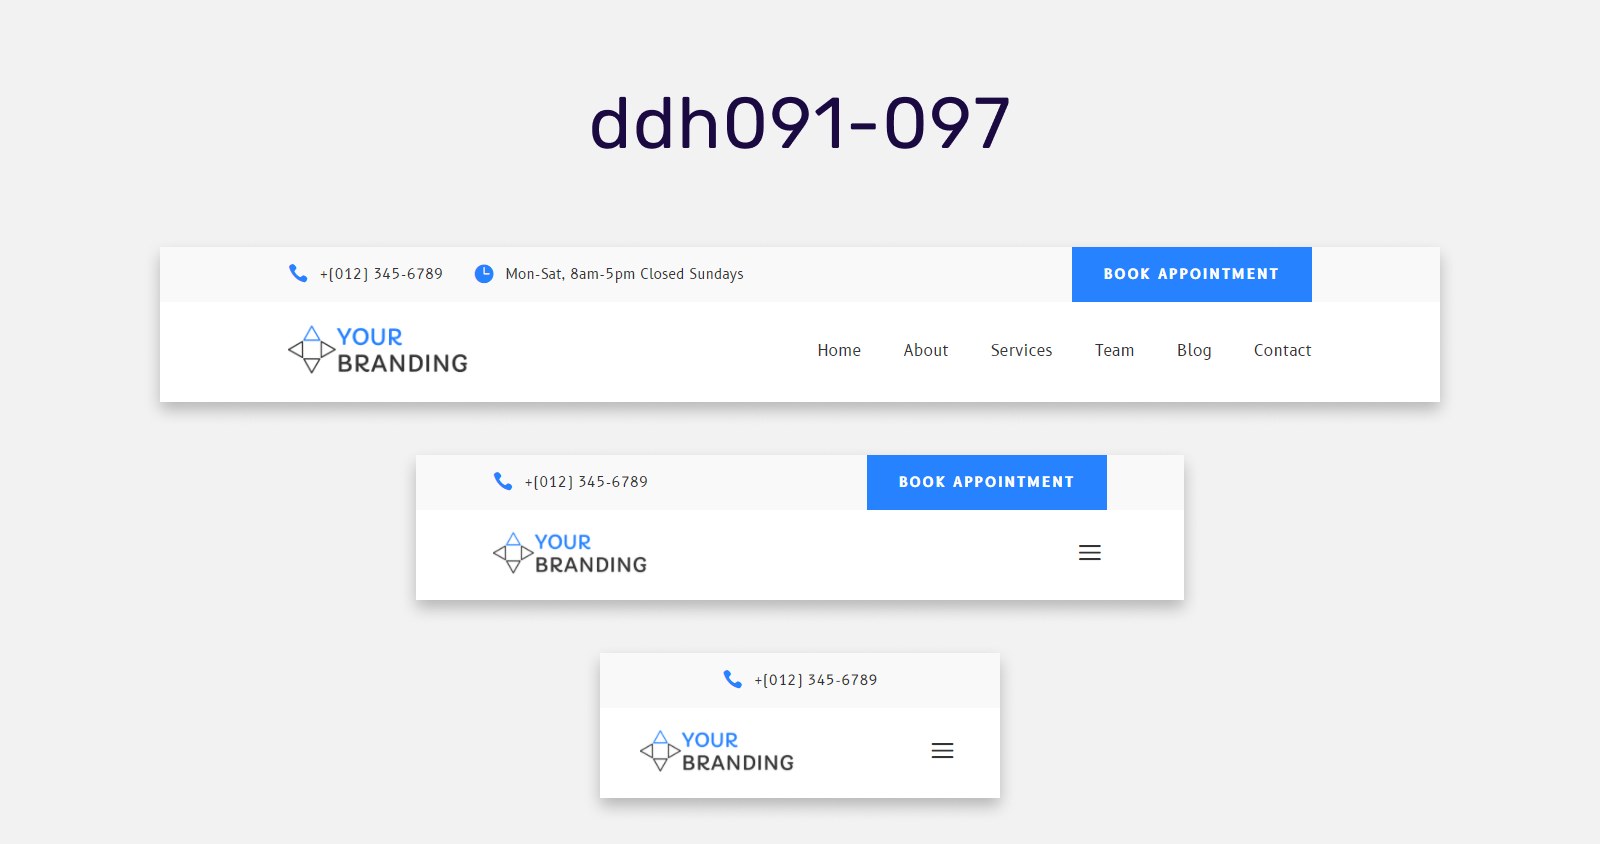 ddh091-097
+[012] 345-6789 Mon-Sat, 8am-5pm Closed Sundays BOOK APPOINTMENT
YOUR
BRANDING
Home About Services Team Blog Contact
+[012] 345-6789 BOOK APPOINTMENT
YOUR
BRANDING
+[012] 345-6789
YOUR
BRANDING